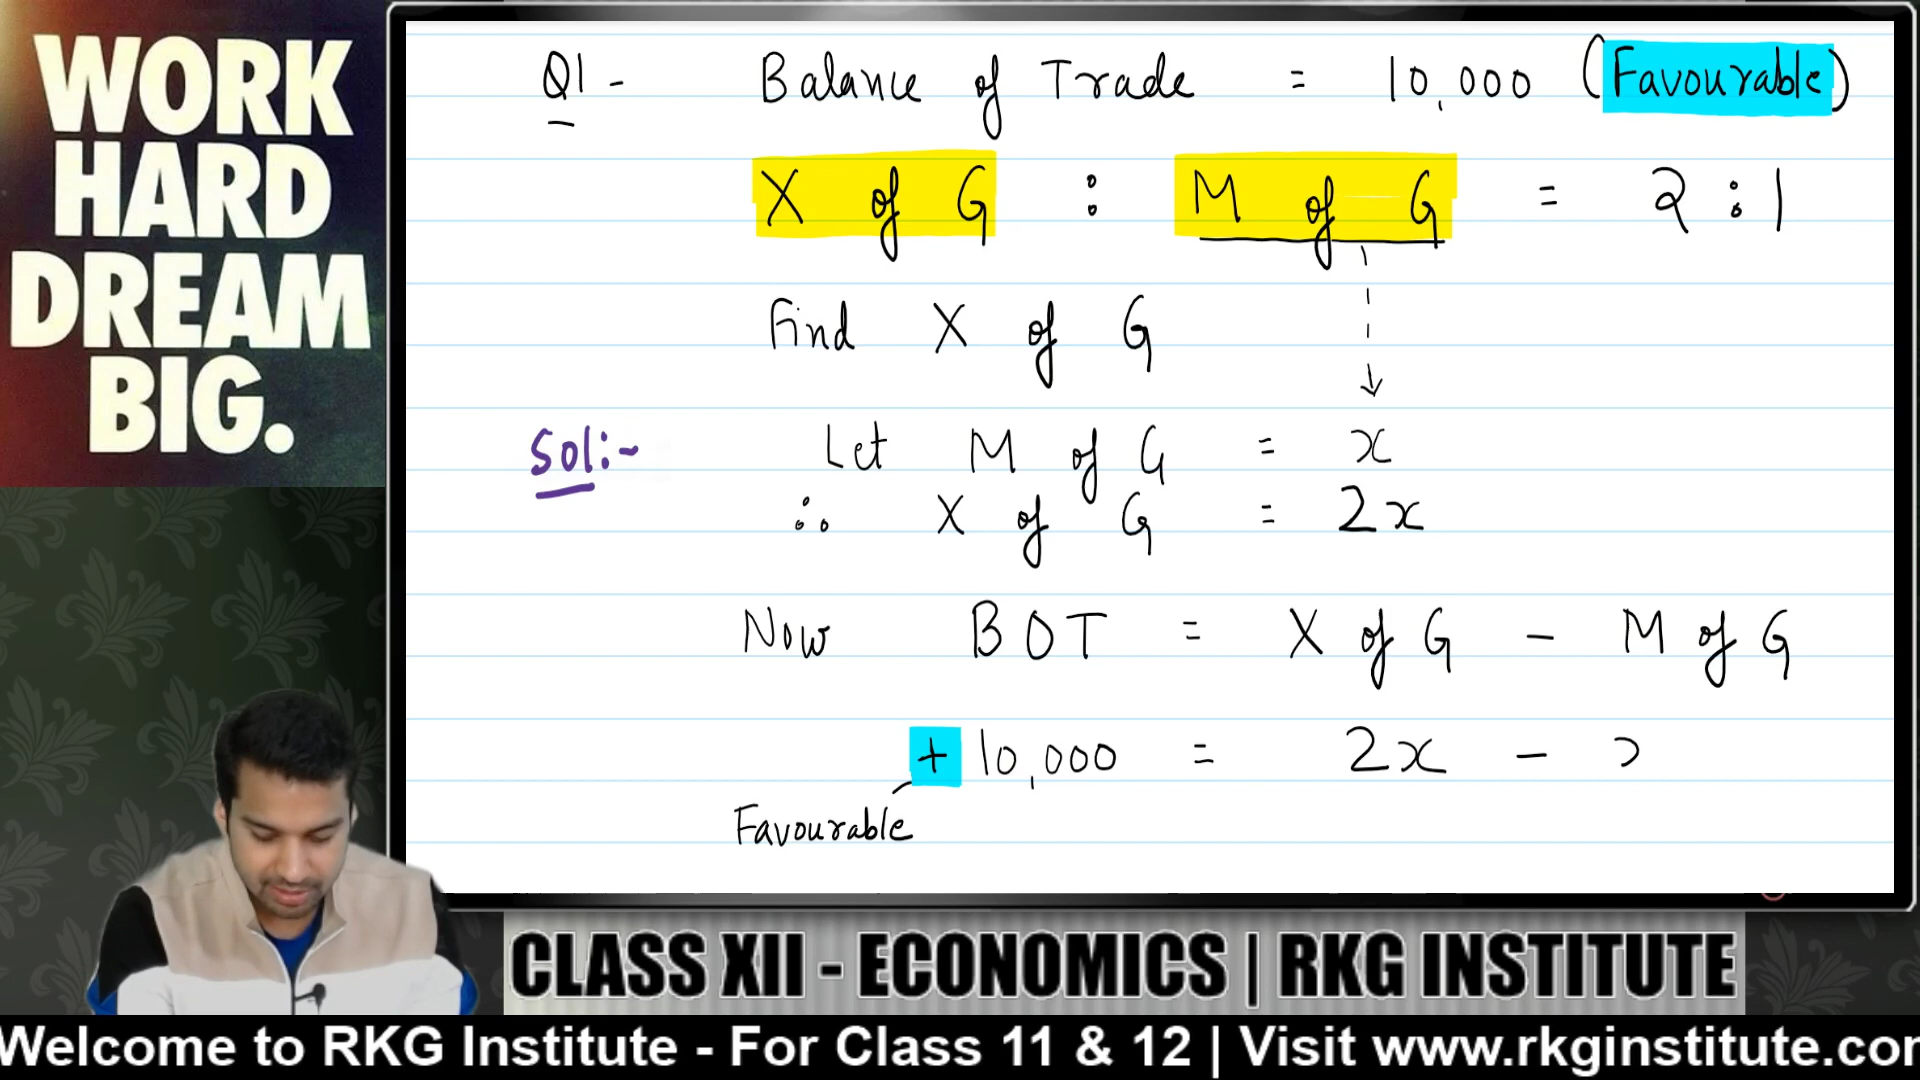 WORK
HARD
DREAM
BIG.
Q1 - Balance of Trade = 10,000 (Favourable)
X of G : M of G = 2 : 1
Find X of G
Sol:- Let M of G = x
∴ X of G = 2x
Now BOT = X of G - M of G
+ 10,000 = 2x -
Favourable
CLASS XII - ECONOMICS | RKG INSTITUTE
Welcome to RKG Institute - For Class 11 & 12 | Visit www.rkginstitute.com